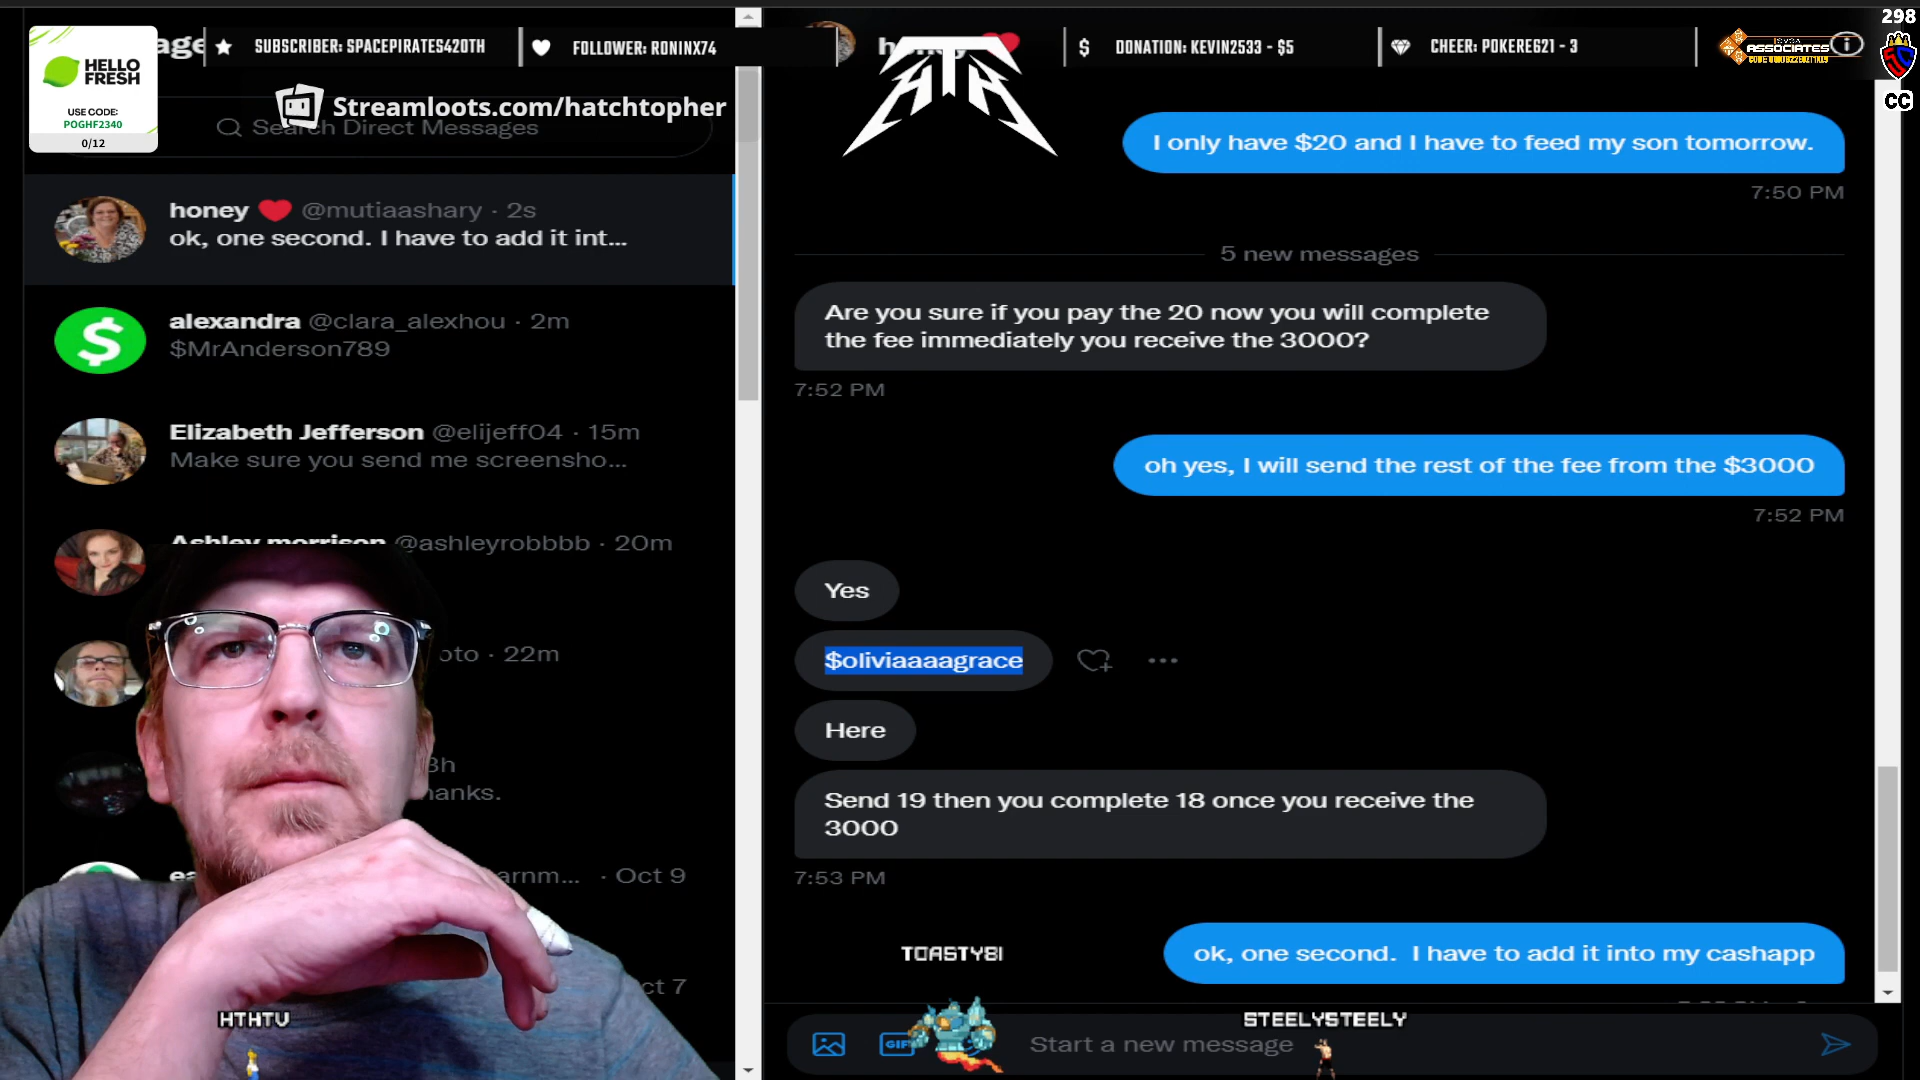 298
SUBSCRIBER: SPACEPIRATES420TH
FOLLOWER: RONINX74
DONATION: KEVIN2533 - $5
CHEER: POKERE621 - 3
ASSOCIATES
CC
HELLO
FRESH
USE CODE:
POGHF2340
0/12
Streamloots.com/hatchtopher
Search Direct Messages
honey ❤️ @mutiaashary · 2s
ok, one second. I have to add it int...
alexandra @clara_alexhou · 2m
$MrAnderson789
Elizabeth Jefferson @elijeff04 · 15m
Make sure you send me screensho...
Ashley morrison @ashleyrobbbb · 20m
oto · 22m
3h
hanks.
ea
arnm... · Oct 9
ct 7
HTHTV
I only have $20 and I have to feed my son tomorrow.
7:50 PM
5 new messages
Are you sure if you pay the 20 now you will complete
the fee immediately you receive the 3000?
7:52 PM
oh yes, I will send the rest of the fee from the $3000
7:52 PM
Yes
$oliviaaaagrace
Here
Send 19 then you complete 18 once you receive the
3000
7:53 PM
TOASTY81
ok, one second.  I have to add it into my cashapp
STEELYSTEELY
GIF
Start a new message